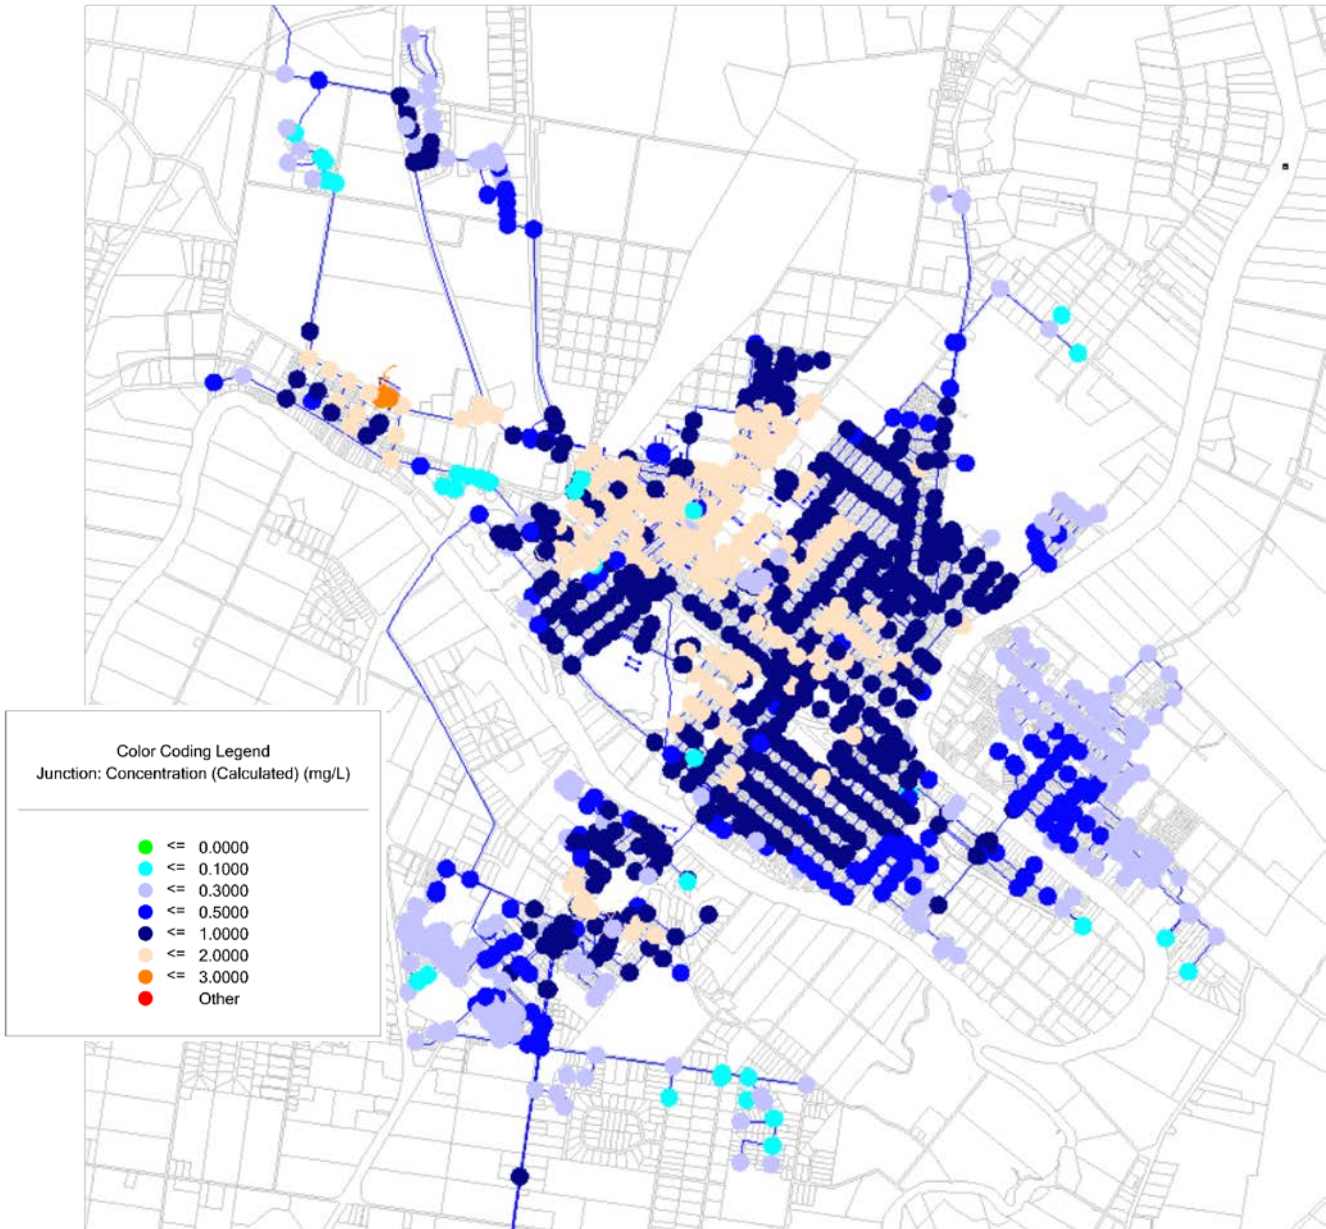 Color Coding Legend
Junction: Concentration (Calculated) (mg/L)
<= 0.0000
<= 0.1000
<= 0.3000
<= 0.5000
<= 1.0000
<= 2.0000
<= 3.0000
Other